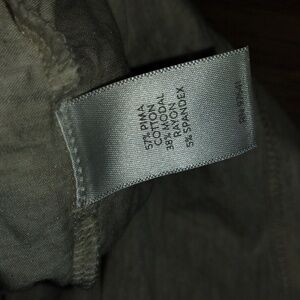 57% PIMA
COTTON
38% MODAL
RAYON
5% SPANDEX